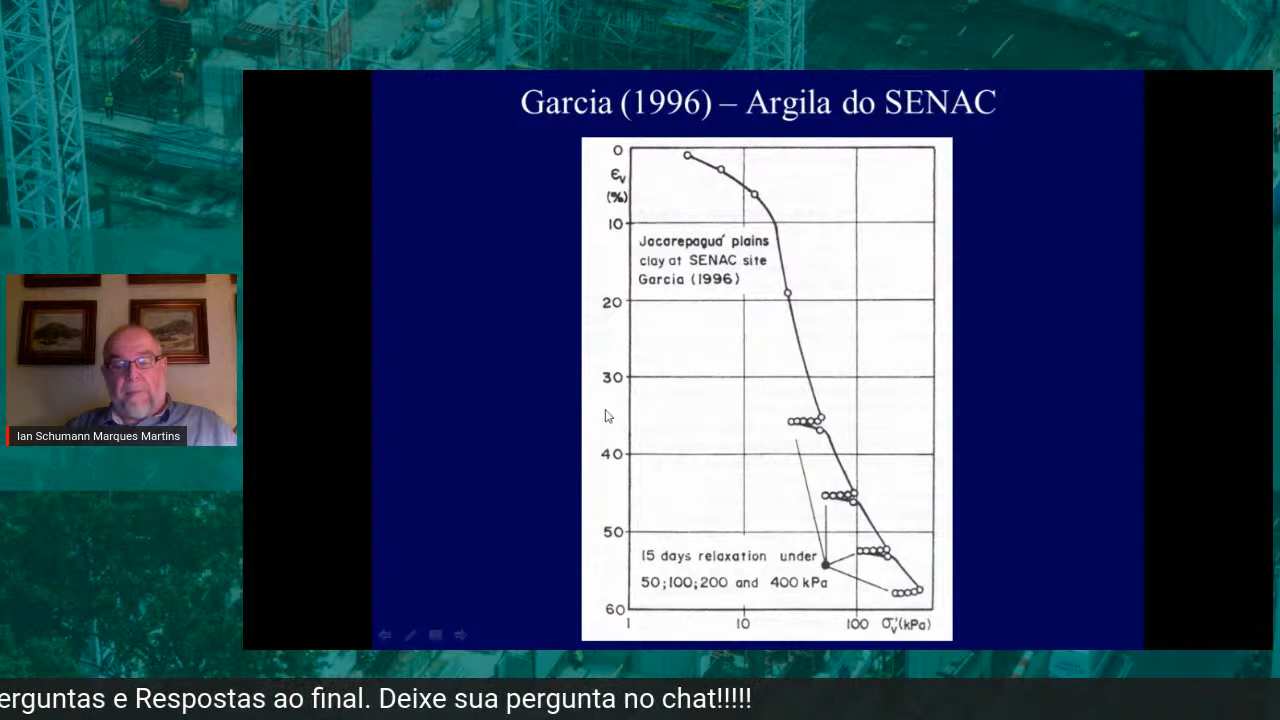 Garcia (1996) – Argila do SENAC
0
εv
(%)
10
Jacarepaguá plains
clay at SENAC site
Garcia (1996)
20
30
40
50
15 days relaxation under
50;100;200 and 400 kPa
60
1
10
100
σ'v(kPa)
Ian Schumann Marques Martins
erguntas e Respostas ao final. Deixe sua pergunta no chat!!!!!